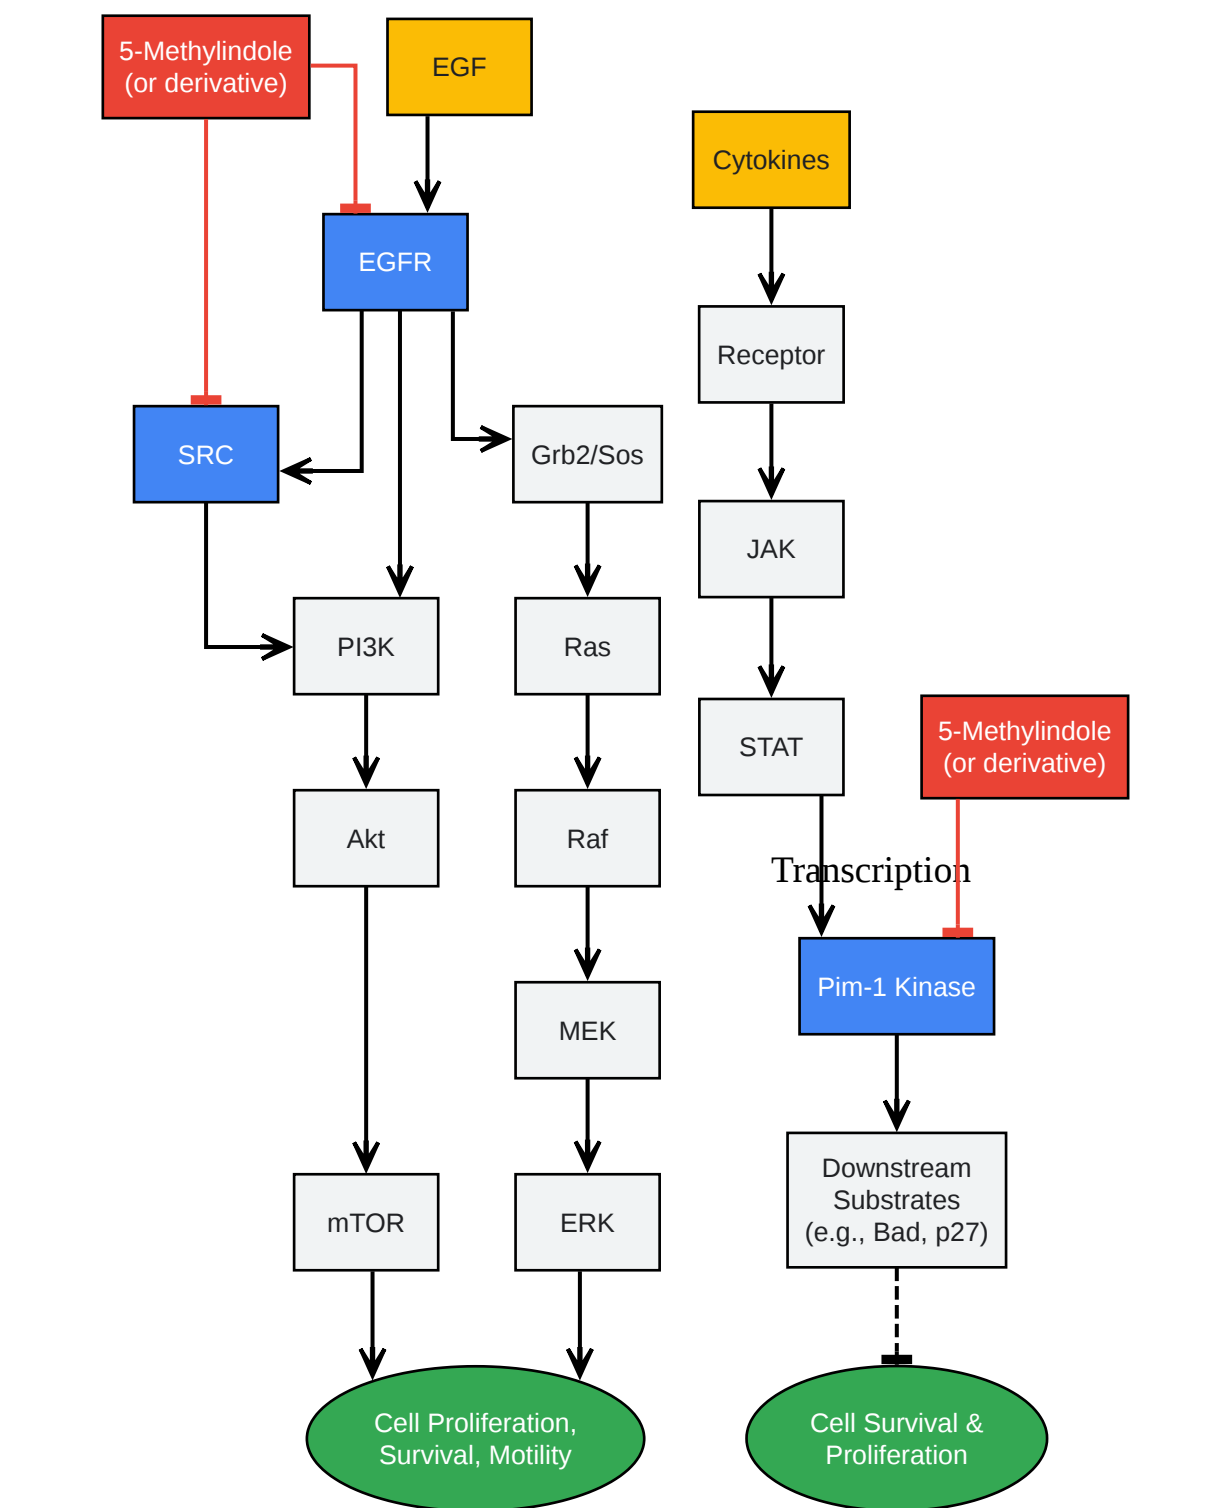 5-Methylindole
(or derivative)
EGF
Cytokines
EGFR
Receptor
SRC
Grb2/Sos
JAK
PI3K
Ras
STAT
5-Methylindole
(or derivative)
Akt
Raf
Transcription
Pim-1 Kinase
MEK
Downstream
Substrates
(e.g., Bad, p27)
mTOR
ERK
Cell Proliferation,
Survival, Motility
Cell Survival &
Proliferation